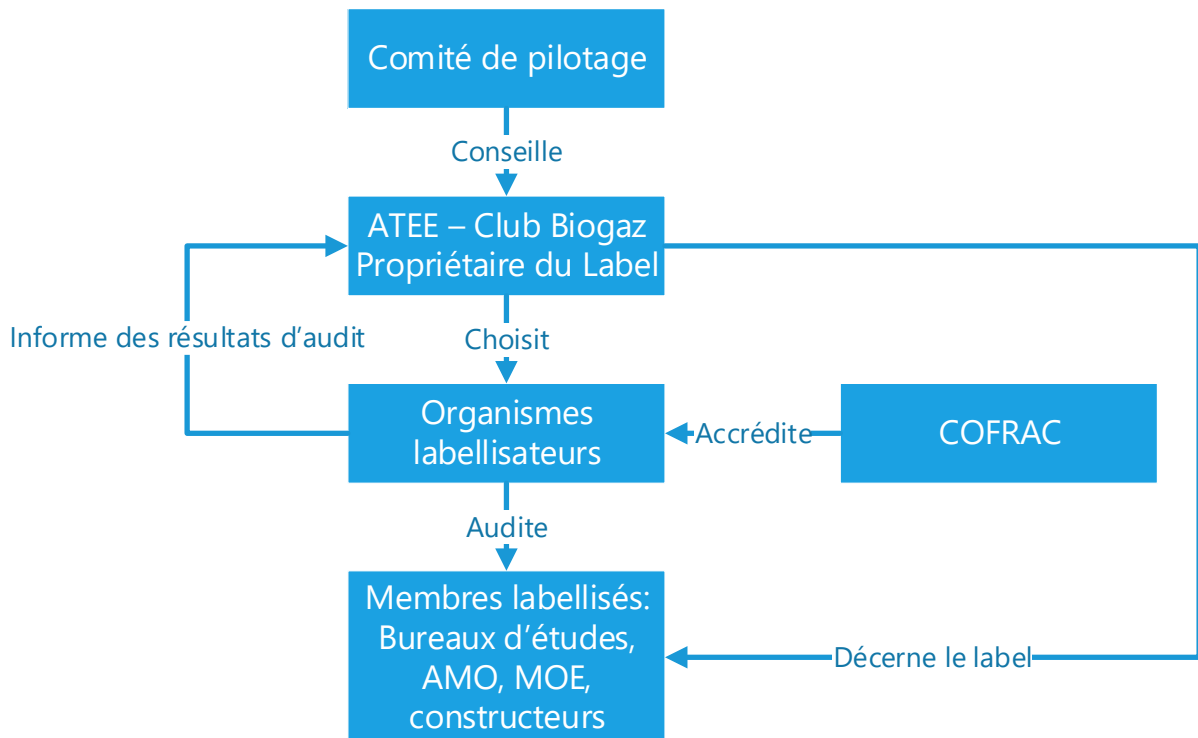 Comité de pilotage
Conseille
ATEE – Club Biogaz
Propriétaire du Label
Informe des résultats d'audit
Choisit
Organismes
labellisateurs
Accrédite
COFRAC
Audite
Membres labellisés:
Bureaux d'études,
AMO, MOE,
constructeurs
Décerne le label